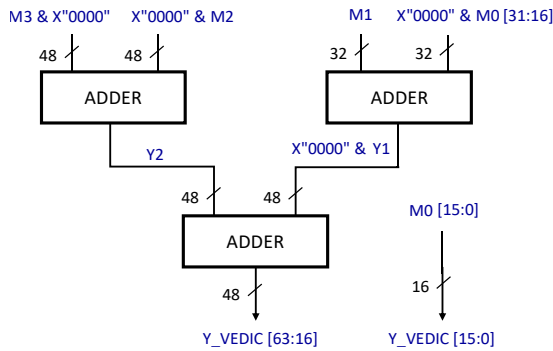 M3 & X"0000" X"0000" & M2 M1 X"0000" & M0 [31:16]
48 48 32 32
ADDER ADDER
Y2 X"0000" & Y1
48 48 M0 [15:0]
ADDER
48 16
Y_VEDIC [63:16] Y_VEDIC [15:0]